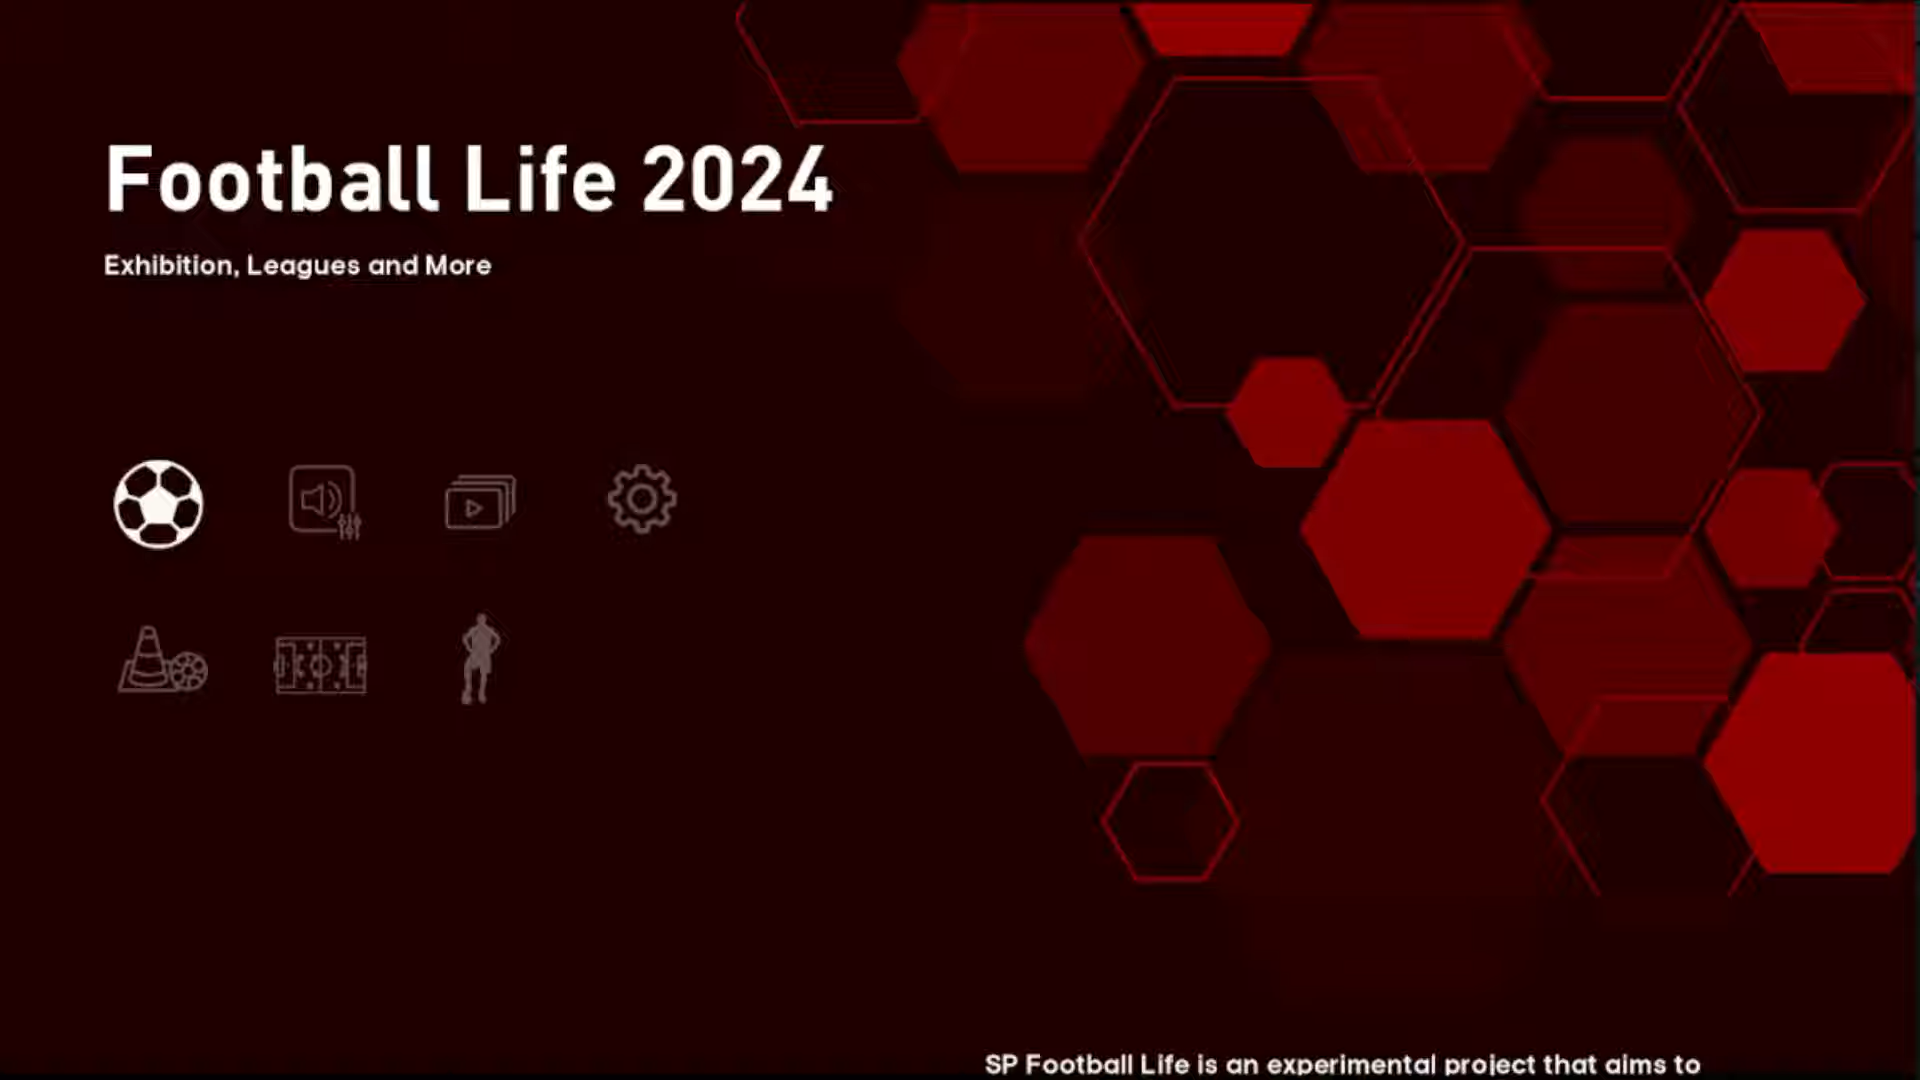 Football Life 2024
Exhibition, Leagues and More
SP Football Life is an experimental project that aims to